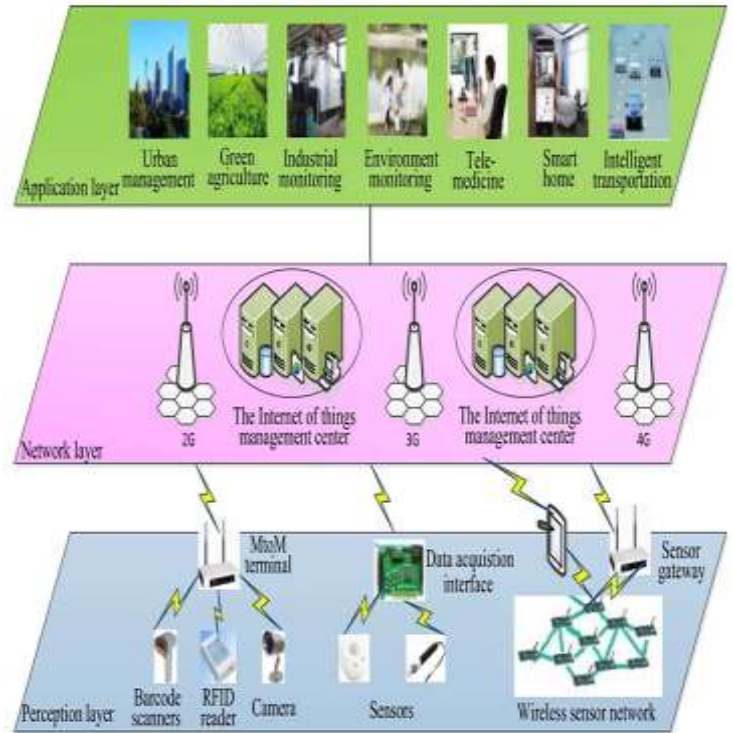 Urban
management
Green
agriculture
Industrial
monitoring
Environment
monitoring
Tele-
medicine
Smart
home
Intelligent
transportation
Application layer
2G
The Internet of things
management center
3G
The Internet of things
management center
4G
Network layer
MtoM
terminal
Data acquistion
interface
Sensor
gateway
Barcode
scanners
RFID
reader
Camera
Sensors
Wireless sensor network
Perception layer